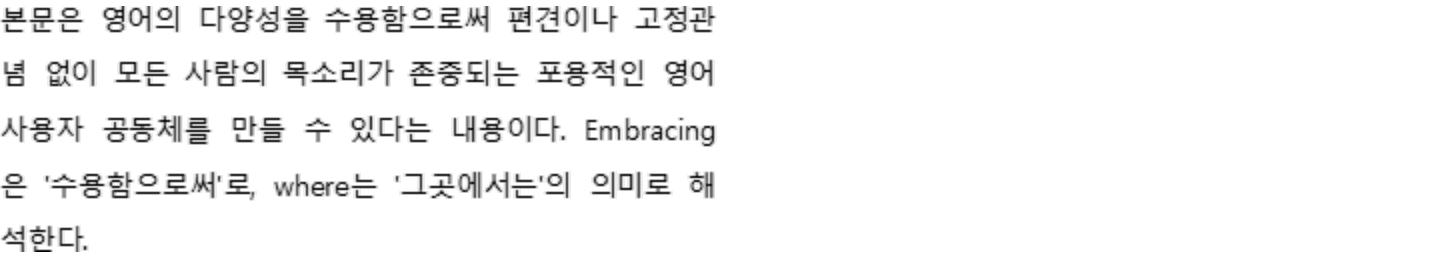 본문은 영어의 다양성을 수용함으로써 편견이나 고정관
념 없이 모든 사람의 목소리가 존중되는 포용적인 영어
사용자 공동체를 만들 수 있다는 내용이다. Embracing
은 '수용함으로써'로, where는 '그곳에서는'의 의미로 해
석한다.